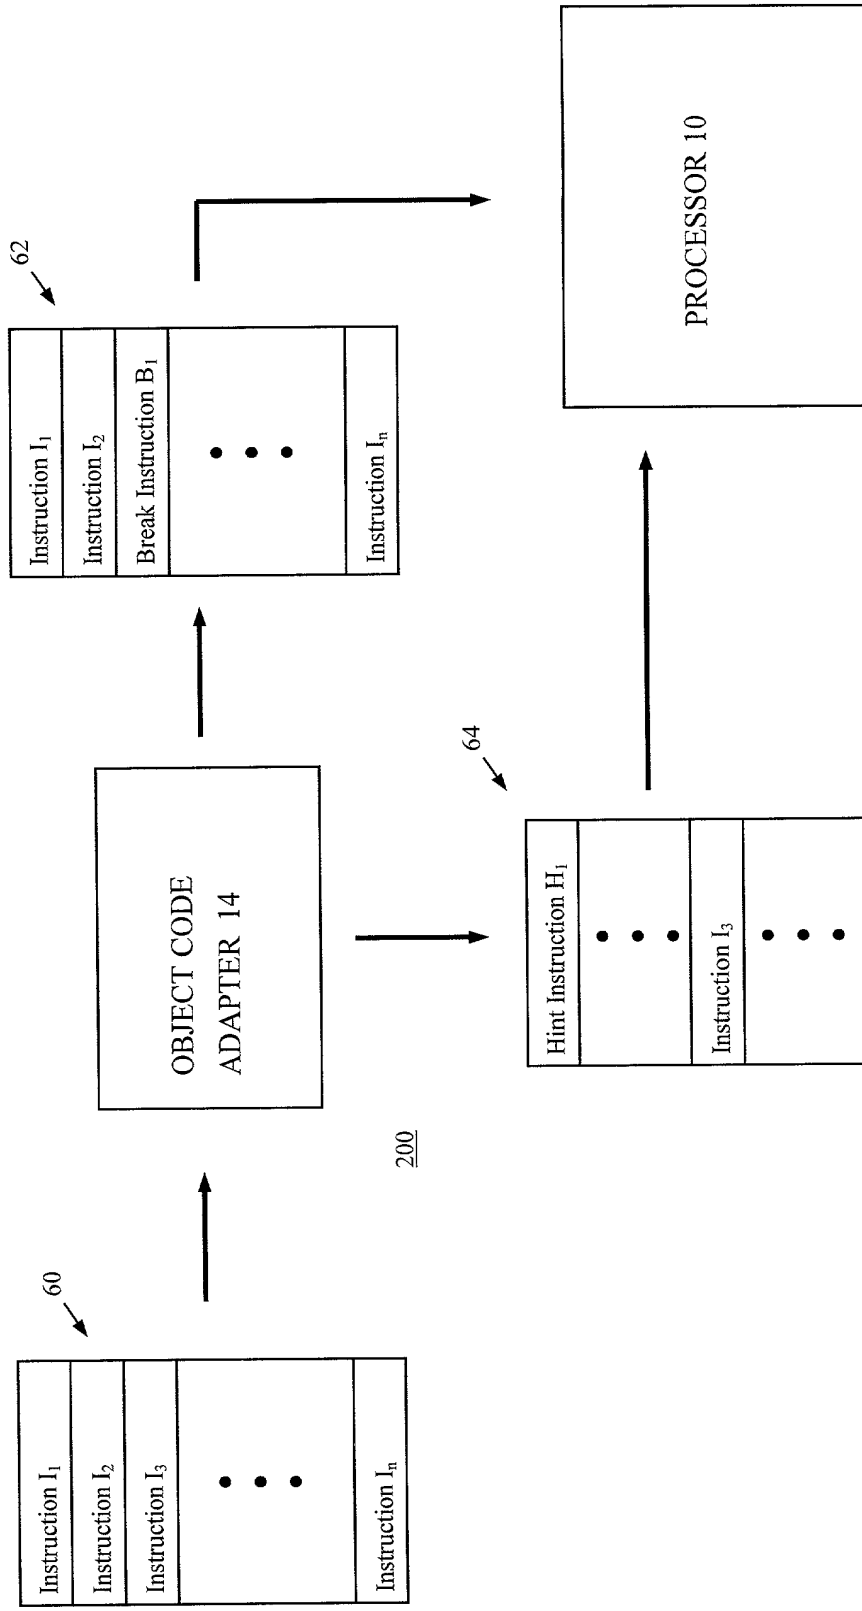 60
Instruction I₁
Instruction I₂
Instruction I₃
Instruction Iₙ
OBJECT CODE
ADAPTER 14
62
Instruction I₁
Instruction I₂
Break Instruction B₁
Instruction Iₙ
200
64
Hint Instruction H₁
Instruction I₃
PROCESSOR 10